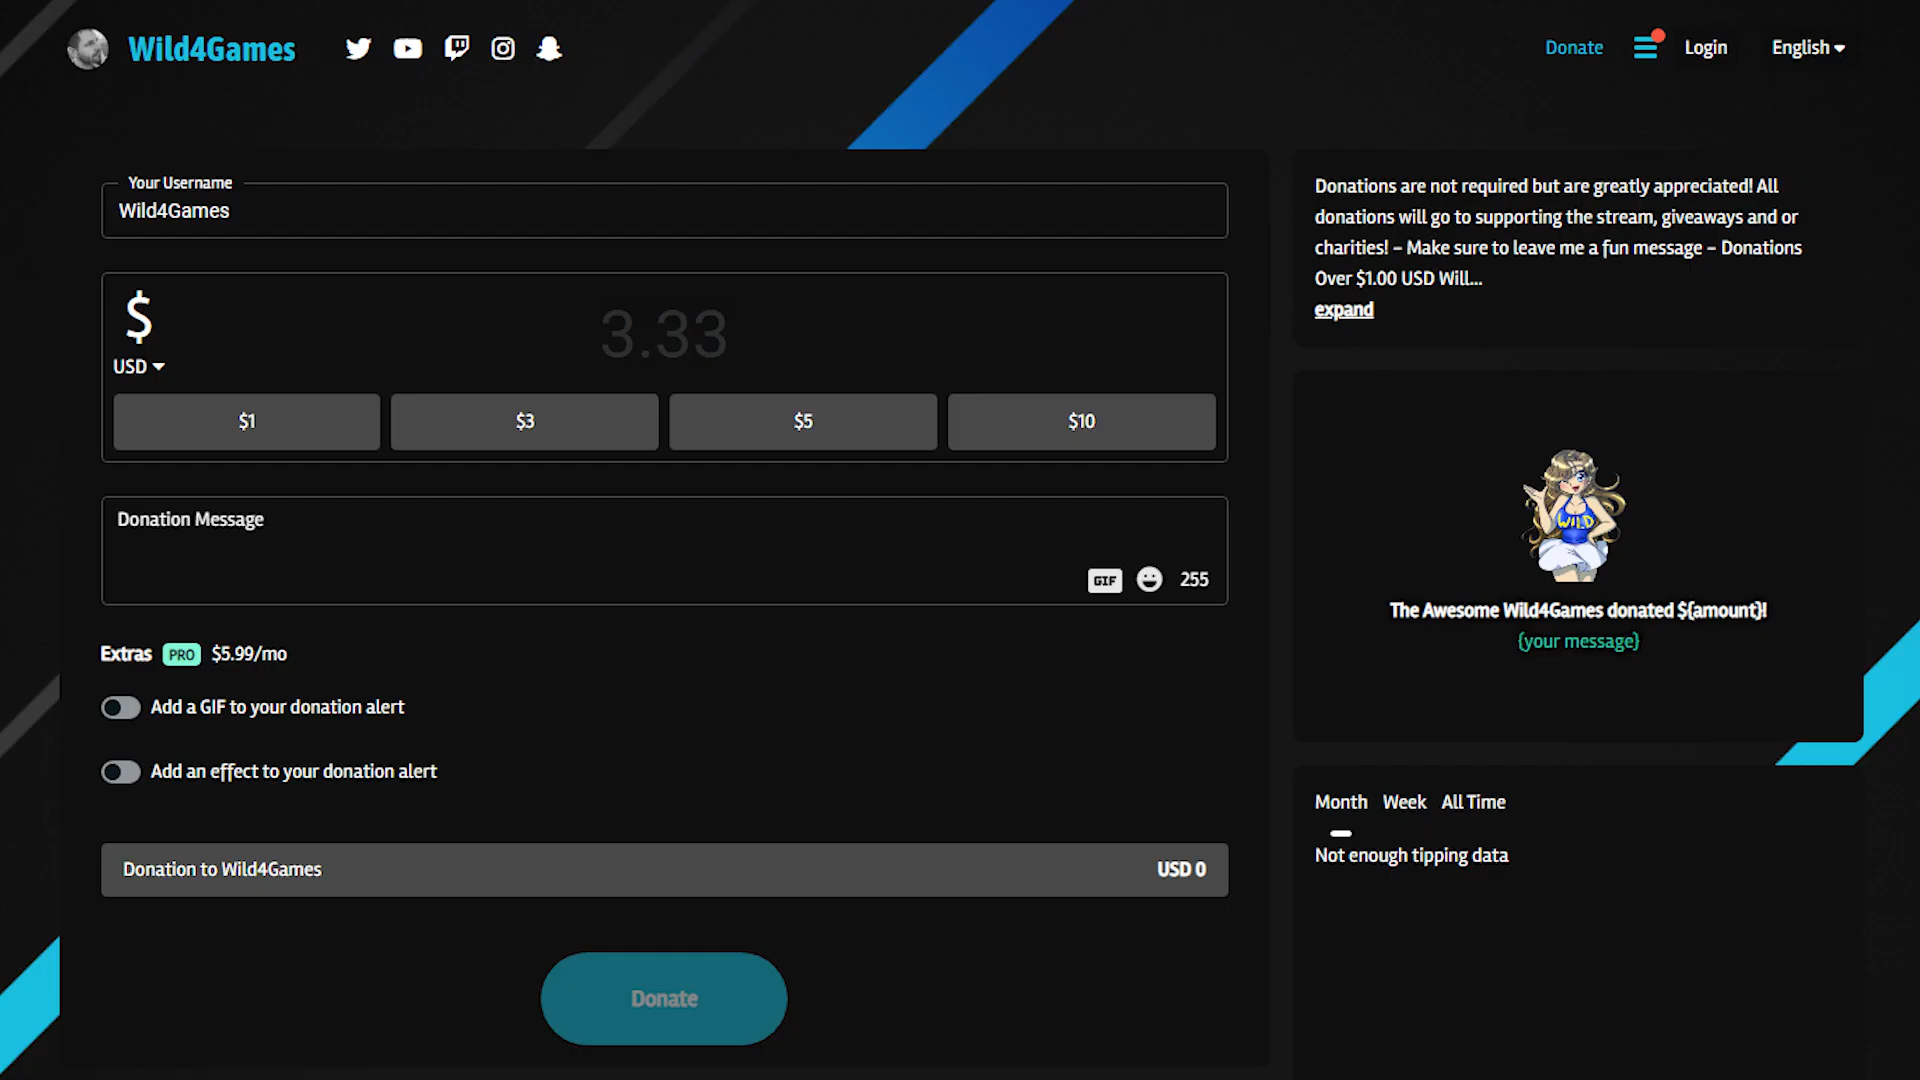 Wild4Games
Donate
Login
English
Your Username
Wild4Games
$
3.33
USD
$1
$3
$5
$10
Donation Message
GIF
255
Extras PRO $5.99/mo
Add a GIF to your donation alert
Add an effect to your donation alert
Donation to Wild4Games
USD 0
Donate
Donations are not required but are greatly appreciated! All
donations will go to supporting the stream, giveaways and or
charities! – Make sure to leave me a fun message – Donations
Over $1.00 USD Will...
expand
WILD
The Awesome Wild4Games donated ${amount}!
{your message}
Month Week All Time
Not enough tipping data